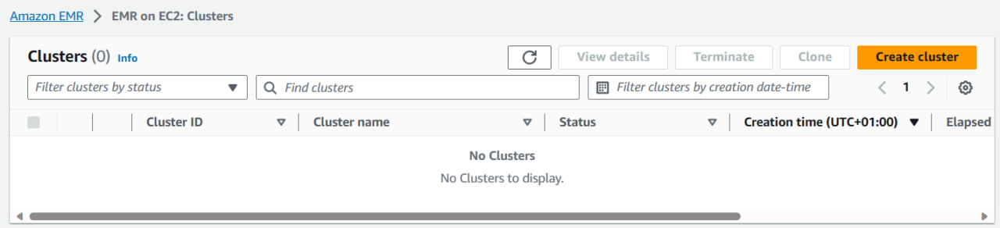 Amazon EMR > EMR on EC2: Clusters
Clusters (0) Info View details Terminate Clone Create cluster
Filter clusters by status Find clusters Filter clusters by creation date-time 1
Cluster ID Cluster name Status Creation time (UTC+01:00) Elapsed
No Clusters
No Clusters to display.